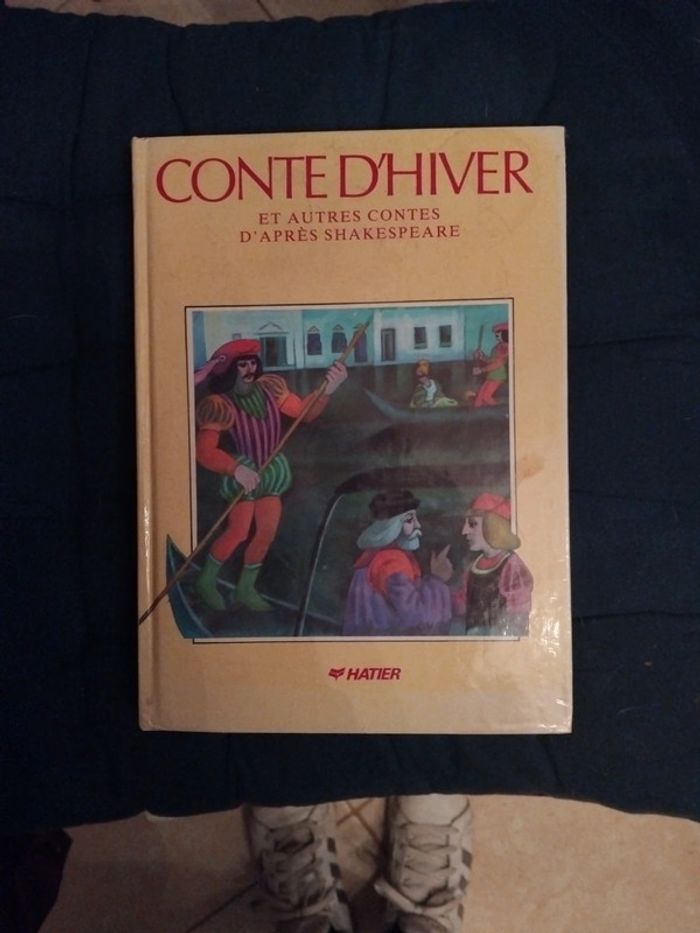 CONTE D'HIVER
ET AUTRES CONTES
D'APRÈS SHAKESPEARE
HATIER